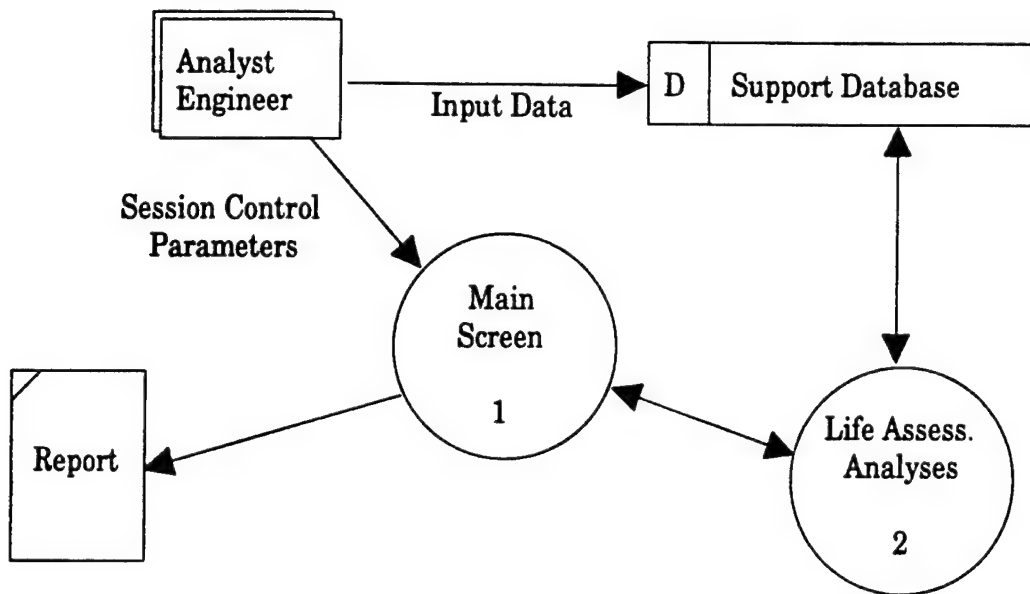 Analyst
Engineer
Input Data
D
Support Database
Session Control
Parameters
Main
Screen
1
Report
Life Assess.
Analyses
2